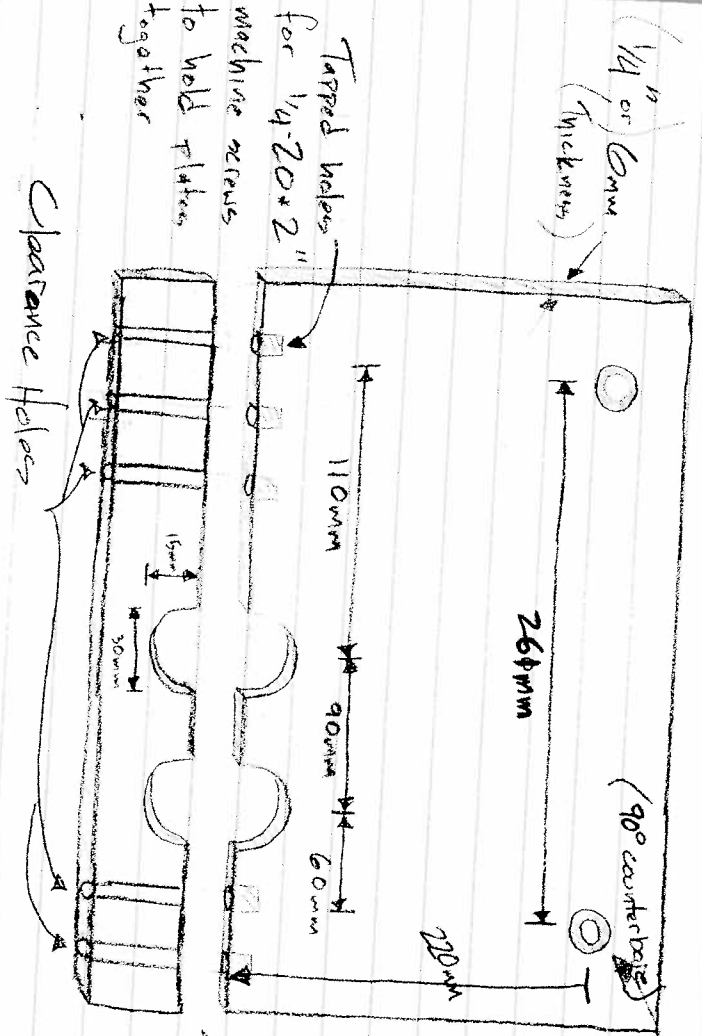 (1/4" or 6mm
Thickness)
(90° counterbore)
260mm
220mm
110mm
90mm
60mm
Tapped holes
for 1/4-20*2"
machine screws
to hold plates
together
15mm
30mm
Clearance Holes